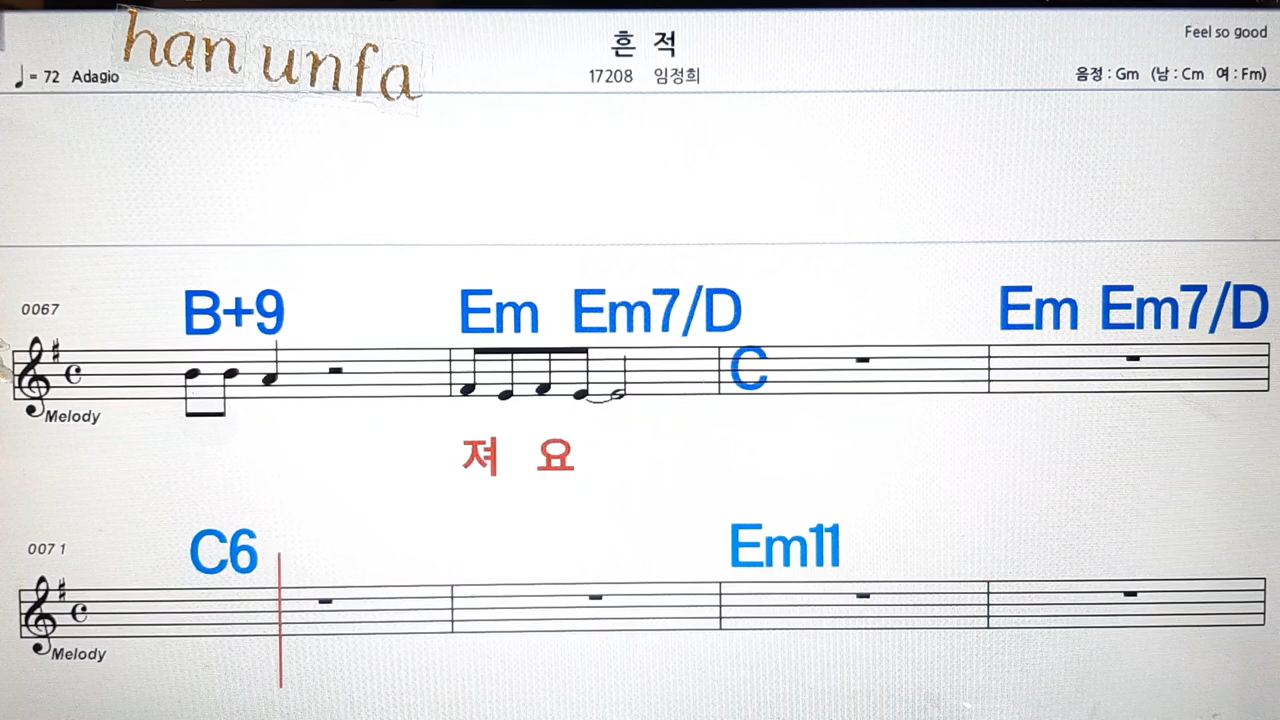 han unfa
흔 적
Feel so good
♩ = 72 Adagio
17208 임정희
음정 : Gm (남 : Cm 여 : Fm)
0067
B+9 Em Em7/D C Em Em7/D
Melody
져 요
0071
C6 Em11
Melody